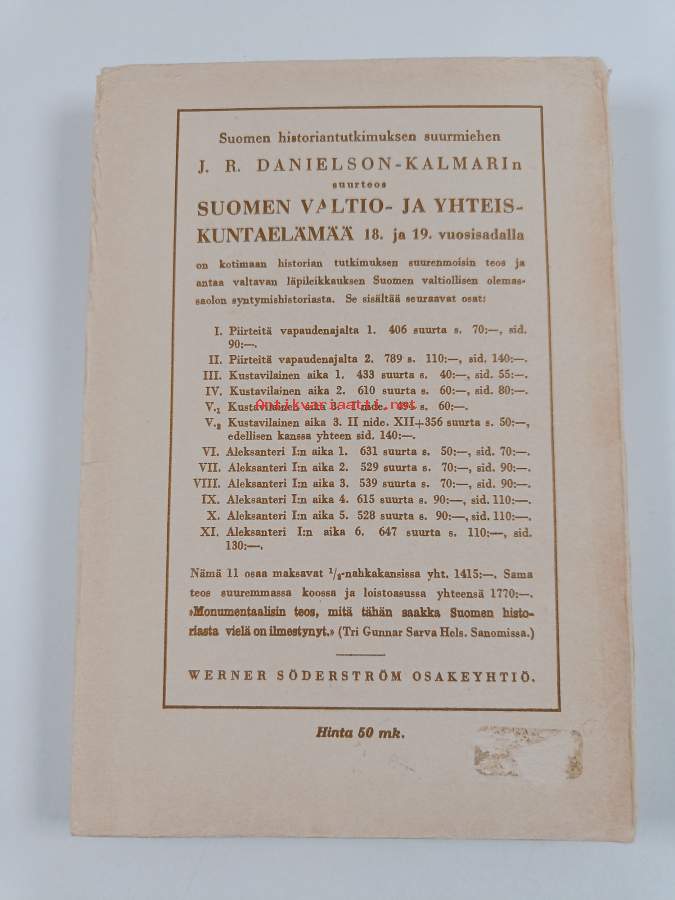 Suomen historiantutkimuksen suurmiehen
J. R. DANIELSON-KALMARIn
suurteos
SUOMEN VALTIO- JA YHTEIS-
KUNTAELÄMÄÄ 18. ja 19. vuosisadalla
on kotimaan historian tutkimuksen suurenmoisin teos ja
antaa valtavan läpileikkauksen Suomen valtiollisen olemas-
saolon syntymishistoriasta. Se sisältää seuraavat osat:
I. Piirteitä vapaudenajalta 1. 406 suurta s. 70:—, sid.
90:—.
II. Piirteitä vapaudenajalta 2. 789 s. 110:—, sid. 140:—.
III. Kustavilainen aika 1. 433 suurta s. 40:—, sid. 55:—.
IV. Kustavilainen aika 2. 610 suurta s. 60:—, sid. 80:—.
Antikvariaatti.net
V.₁ Kustavilainen aika 3. I nide. 494 s. 60:—.
V.₂ Kustavilainen aika 3. II nide. XII+356 suurta s. 50:—,
edellisen kanssa yhteen sid. 140:—.
VI. Aleksanteri I:n aika 1. 631 suurta s. 50:—, sid. 70:—.
VII. Aleksanteri I:n aika 2. 529 suurta s. 70:—, sid. 90:—.
VIII. Aleksanteri I:n aika 3. 539 suurta s. 70:—, sid. 90:—.
IX. Aleksanteri I:n aika 4. 615 suurta s. 90:—, sid. 110:—.
X. Aleksanteri I:n aika 5. 528 suurta s. 90:—, sid. 110:—.
XI. Aleksanteri I:n aika 6. 647 suurta s. 110:—, sid.
130:—.
Nämä 11 osaa maksavat ¹/₂-nahkakansissa yht. 1415:—. Sama
teos suuremmassa koossa ja loistoasussa yhteensä 1770:—.
»Monumentaalisin teos, mitä tähän saakka Suomen histo-
riasta vielä on ilmestynyt.» (Tri Gunnar Sarva Hels. Sanomissa.)
WERNER SÖDERSTRÖM OSAKEYHTIÖ.
Hinta 50 mk.